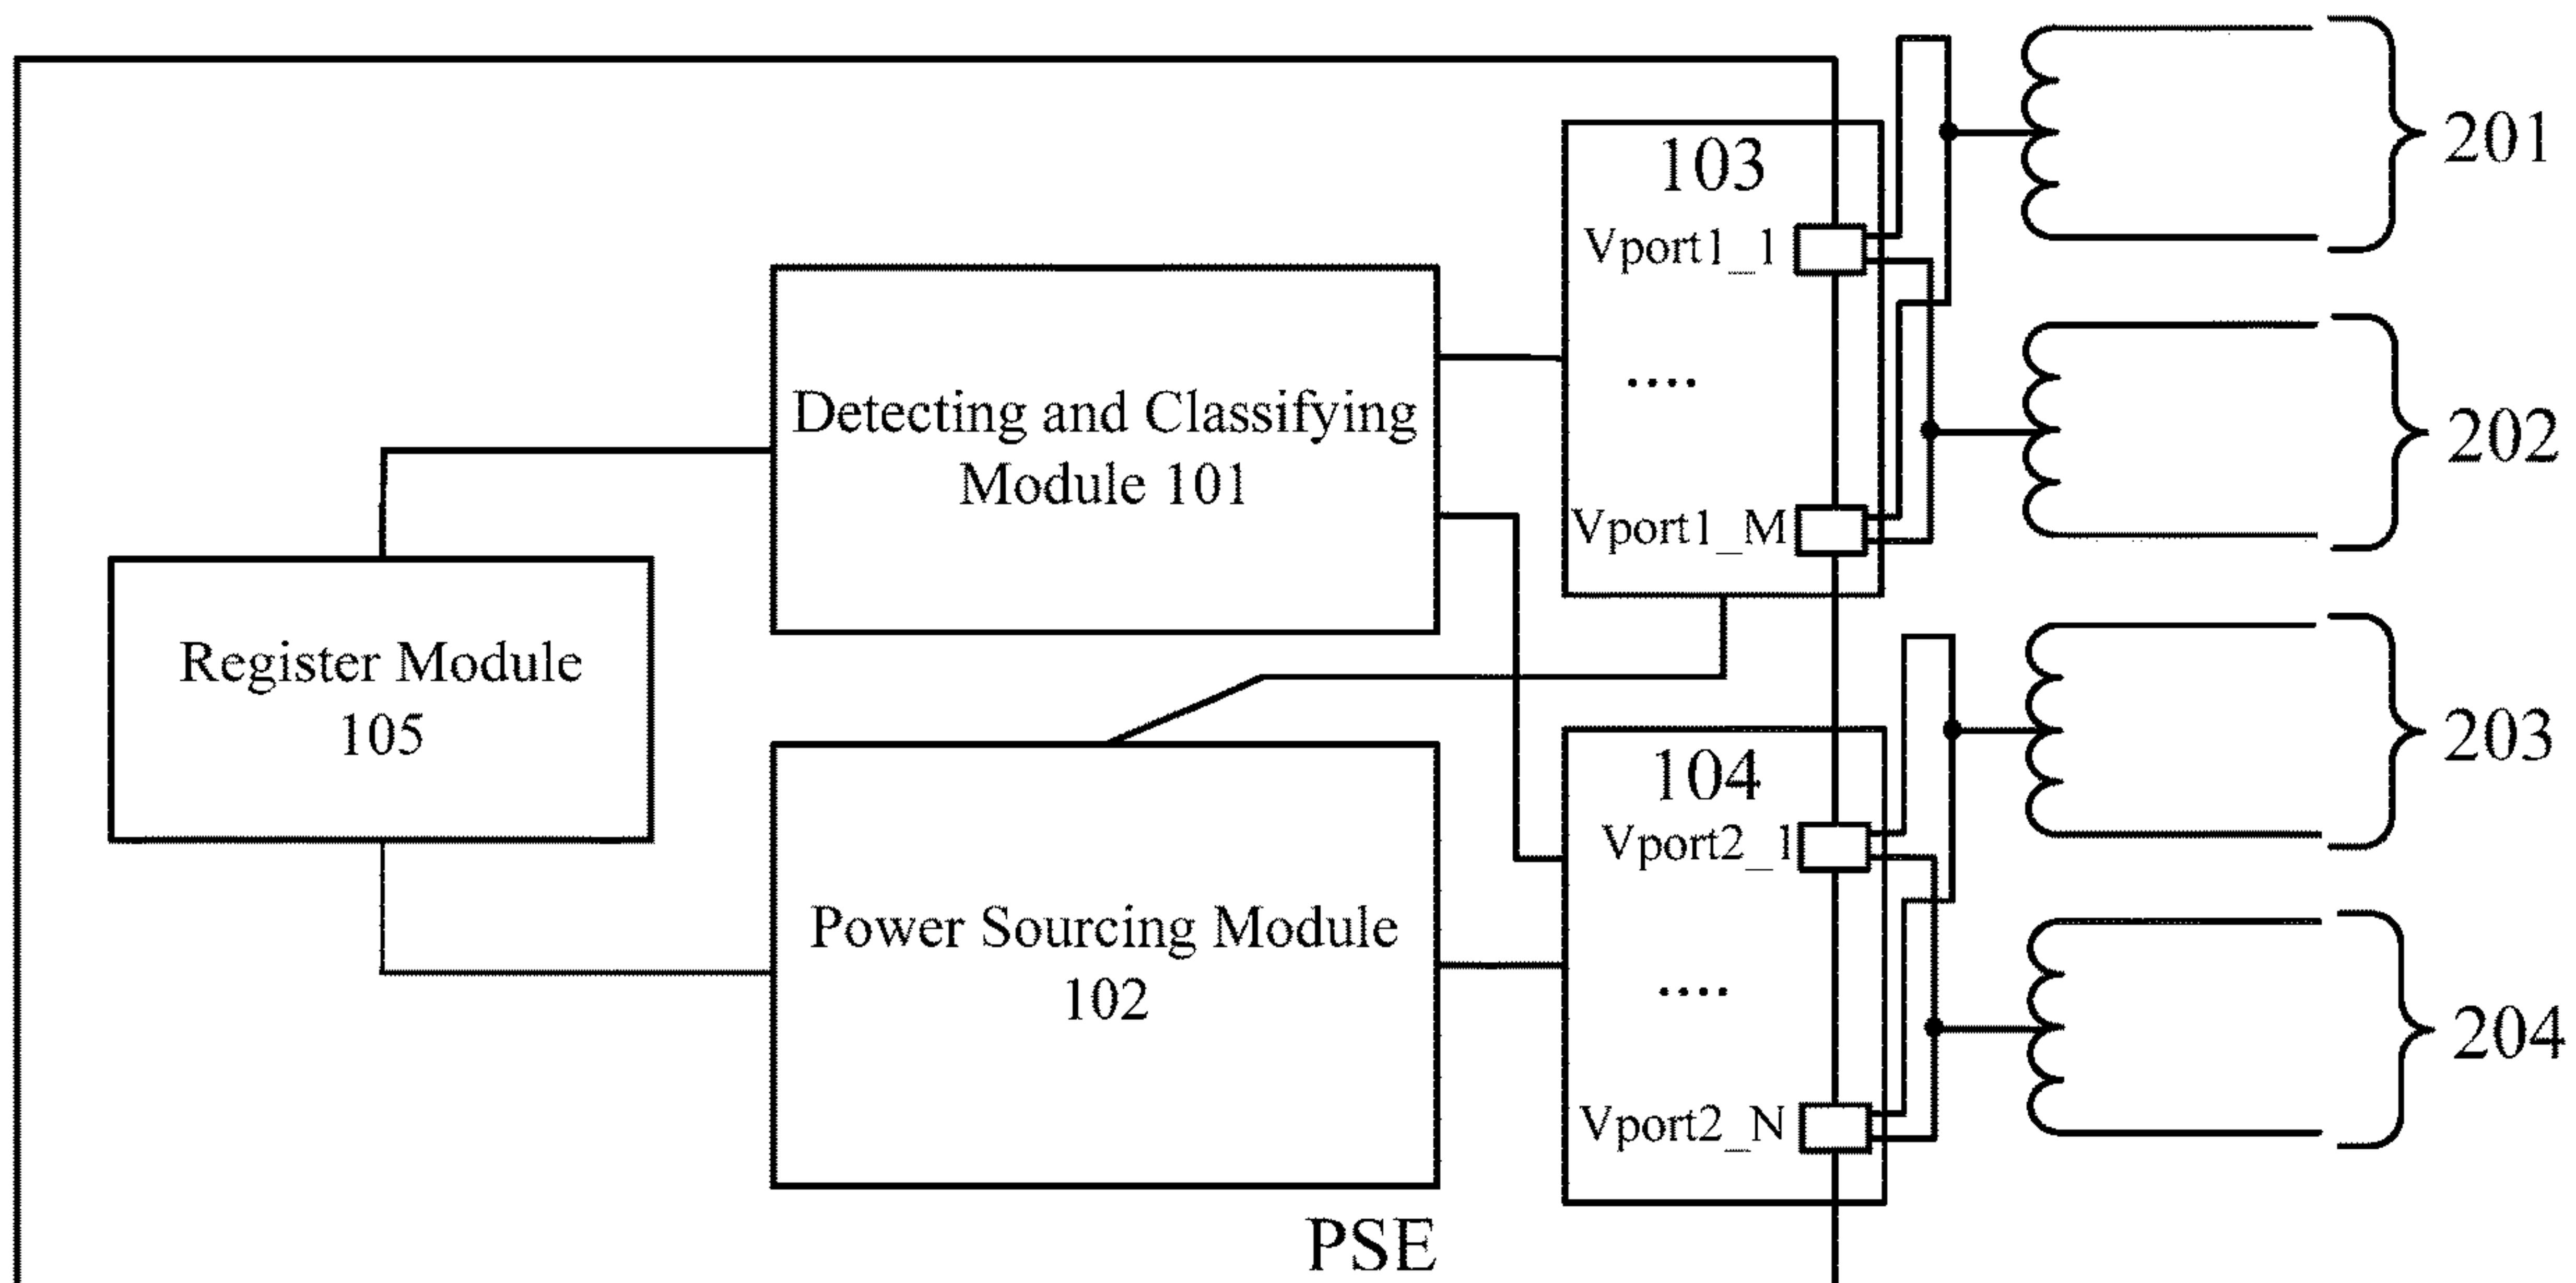 103
Vport1_1
....
Vport1_M
Detecting and Classifying
Module 101
Register Module
105
Power Sourcing Module
102
104
Vport2_1
....
Vport2_N
PSE
201
202
203
204